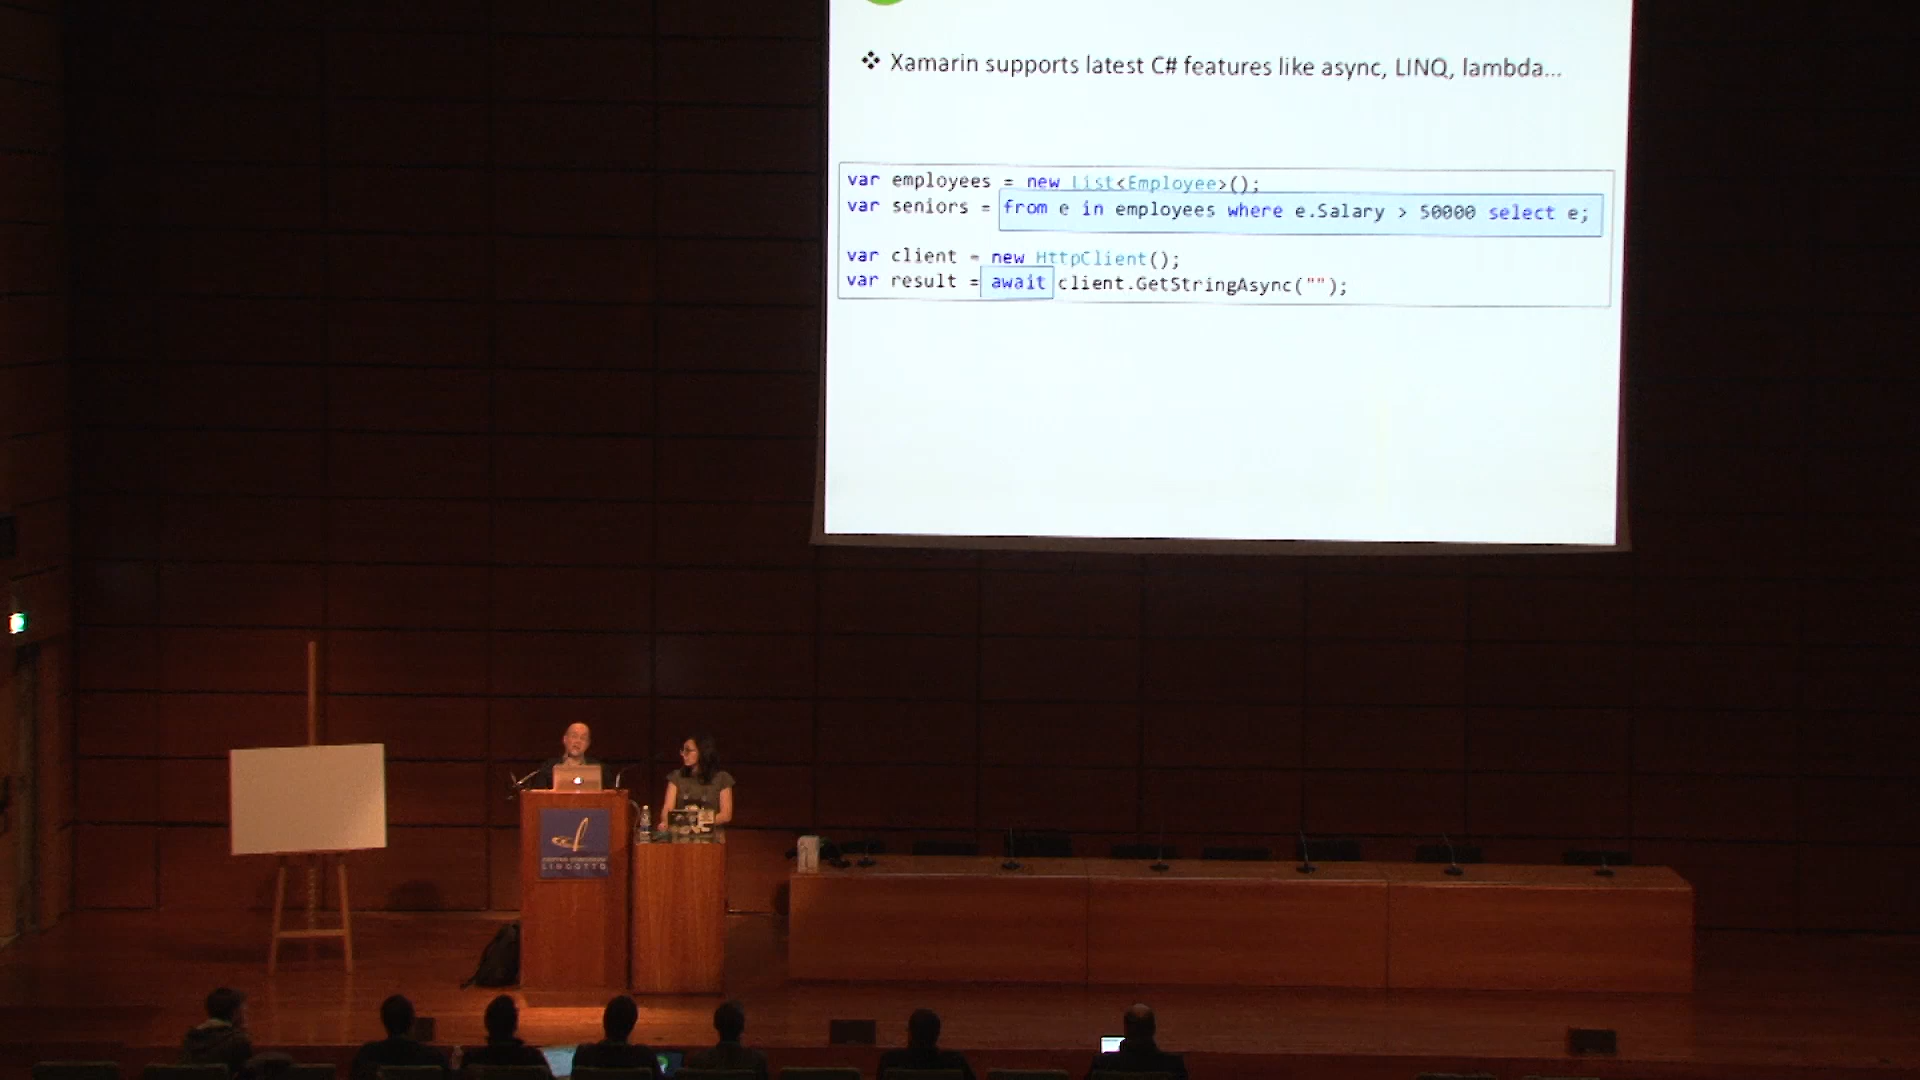 ❖ Xamarin supports latest C# features like async, LINQ, lambda...
var employees = new List<Employee>();
var seniors = from e in employees where e.Salary > 50000 select e;
var client = new HttpClient();
var result = await client.GetStringAsync("");
LINGOTTO